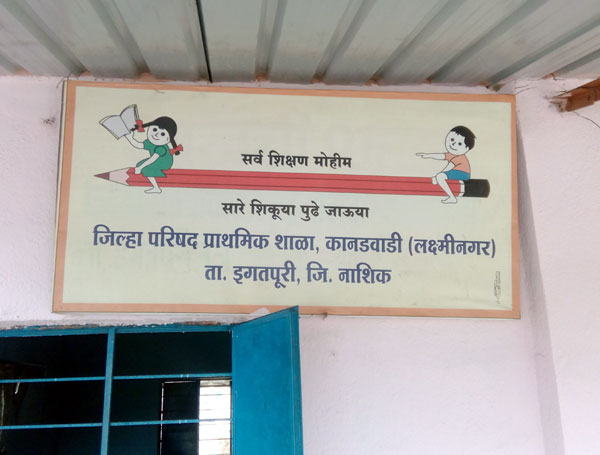 सर्व शिक्षण मोहीम
सारे शिकूया पुढे जाऊया
जिल्हा परिषद प्राथमिक शाळा, कानडवाडी (लक्ष्मीनगर)
ता. इगतपूरी, जि. नाशिक